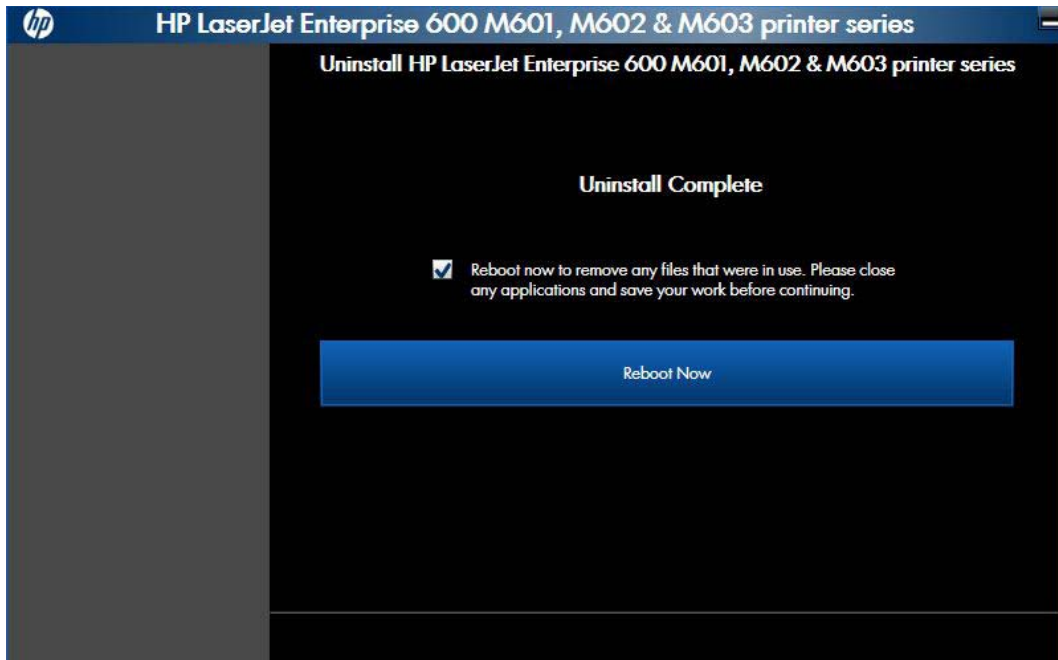 hp
HP LaserJet Enterprise 600 M601, M602 & M603 printer series
Uninstall HP LaserJet Enterprise 600 M601, M602 & M603 printer series
Uninstall Complete
Reboot now to remove any files that were in use. Please close
any applications and save your work before continuing.
Reboot Now